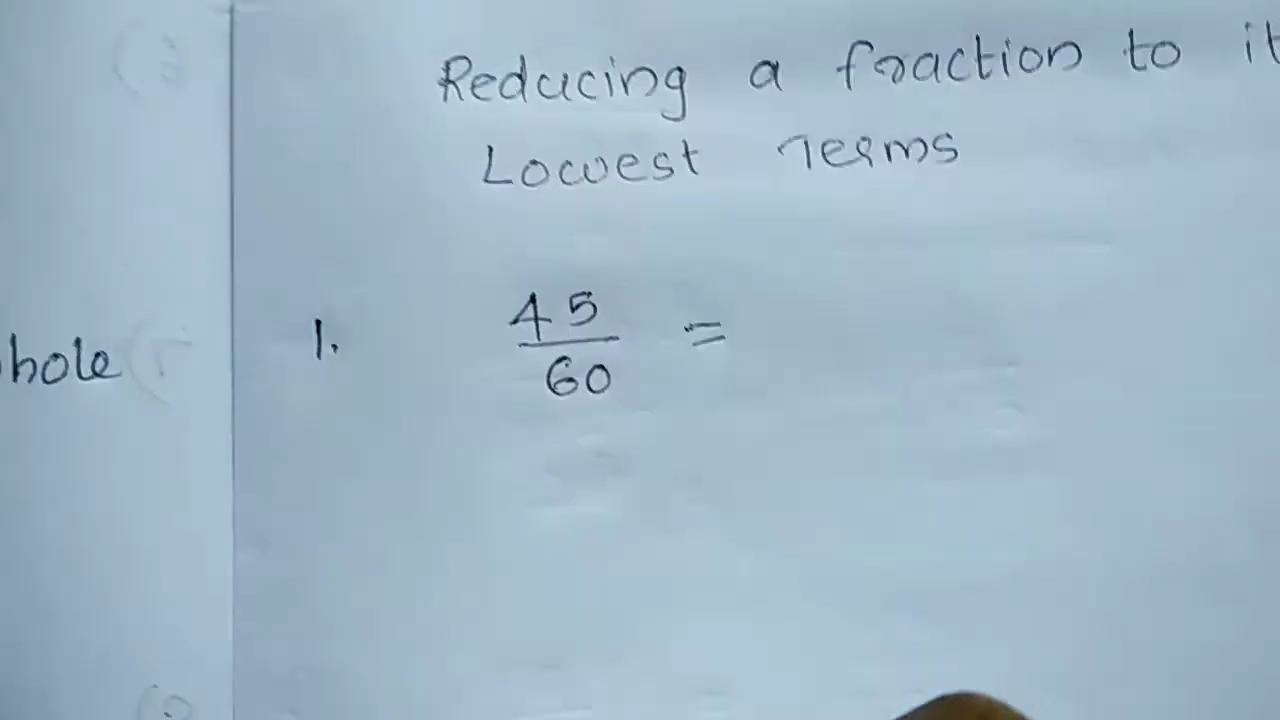 Reducing a fraction to it
Lowest Terms
hole
1. 45/60 =